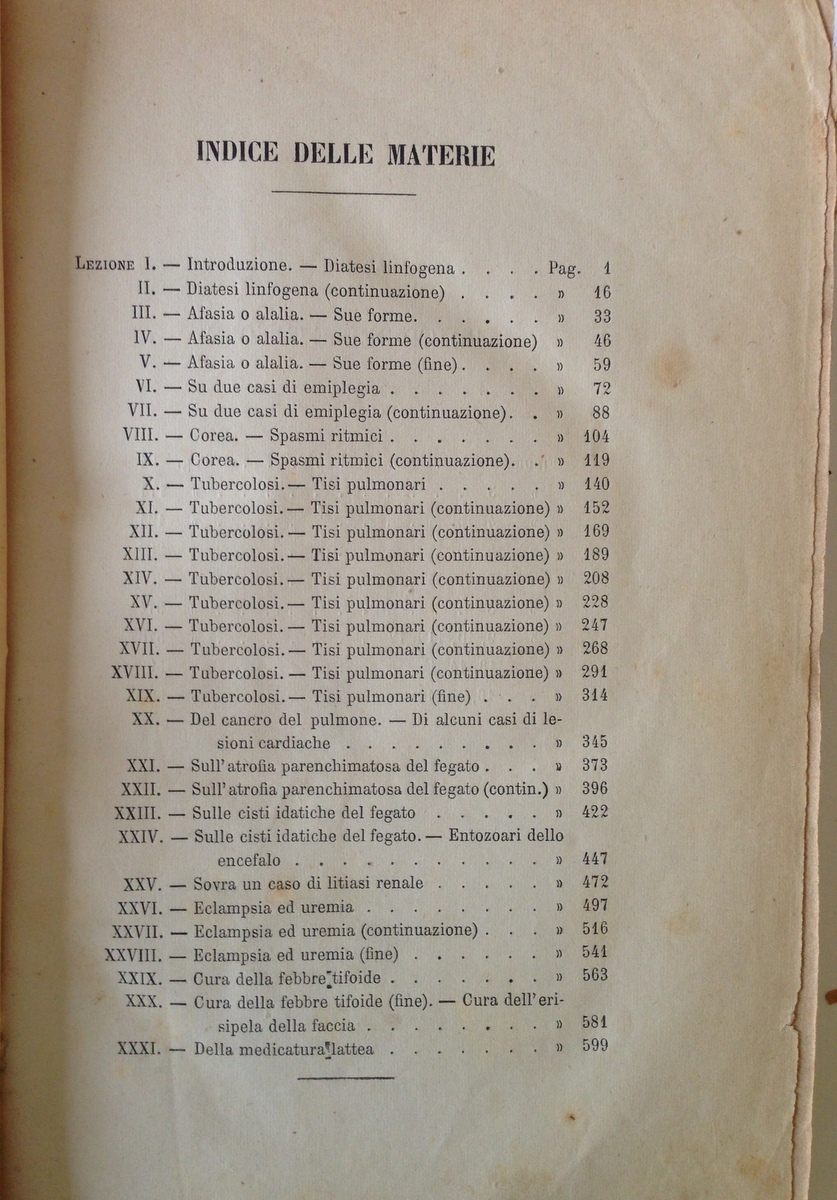 INDICE DELLE MATERIE
LEZIONE I. — Introduzione. — Diatesi linfogena . . . . Pag. 1
II. — Diatesi linfogena (continuazione) . . . . » 16
III. — Afasia o alalia. — Sue forme. . . . . . » 33
IV. — Afasia o alalia. — Sue forme (continuazione) » 46
V. — Afasia o alalia. — Sue forme (fine) . . . . » 59
VI. — Su due casi di emiplegia . . . . . . . » 72
VII. — Su due casi di emiplegia (continuazione) . . » 88
VIII. — Corea. — Spasmi ritmici . . . . . . . » 104
IX. — Corea. — Spasmi ritmici (continuazione). . » 119
X. — Tubercolosi. — Tisi pulmonari . . . . . » 140
XI. — Tubercolosi. — Tisi pulmonari (continuazione) » 152
XII. — Tubercolosi. — Tisi pulmonari (continuazione) » 169
XIII. — Tubercolosi. — Tisi pulmonari (continuazione) » 189
XIV. — Tubercolosi. — Tisi pulmonari (continuazione) » 208
XV. — Tubercolosi. — Tisi pulmonari (continuazione) » 228
XVI. — Tubercolosi. — Tisi pulmonari (continuazione) » 247
XVII. — Tubercolosi. — Tisi pulmonari (continuazione) » 268
XVIII. — Tubercolosi. — Tisi pulmonari (continuazione) » 291
XIX. — Tubercolosi. — Tisi pulmonari (fine) . . . » 314
XX. — Del cancro del pulmone. — Di alcuni casi di le-
sioni cardiache . . . . . . . . . » 345
XXI. — Sull'atrofia parenchimatosa del fegato . . . » 373
XXII. — Sull'atrofia parenchimatosa del fegato (contin.) » 396
XXIII. — Sulle cisti idatiche del fegato . . . . . » 422
XXIV. — Sulle cisti idatiche del fegato. — Entozoari dello
encefalo . . . . . . . . . . . » 447
XXV. — Sovra un caso di litiasi renale . . . . . » 472
XXVI. — Eclampsia ed uremia . . . . . . . . » 497
XXVII. — Eclampsia ed uremia (continuazione) . . . » 516
XXVIII. — Eclampsia ed uremia (fine) . . . . . . » 541
XXIX. — Cura della febbre tifoide . . . . . . . » 563
XXX. — Cura della febbre tifoide (fine). — Cura dell'eri-
sipela della faccia . . . . . . . . » 581
XXXI. — Della medicatura lattea . . . . . . . » 599